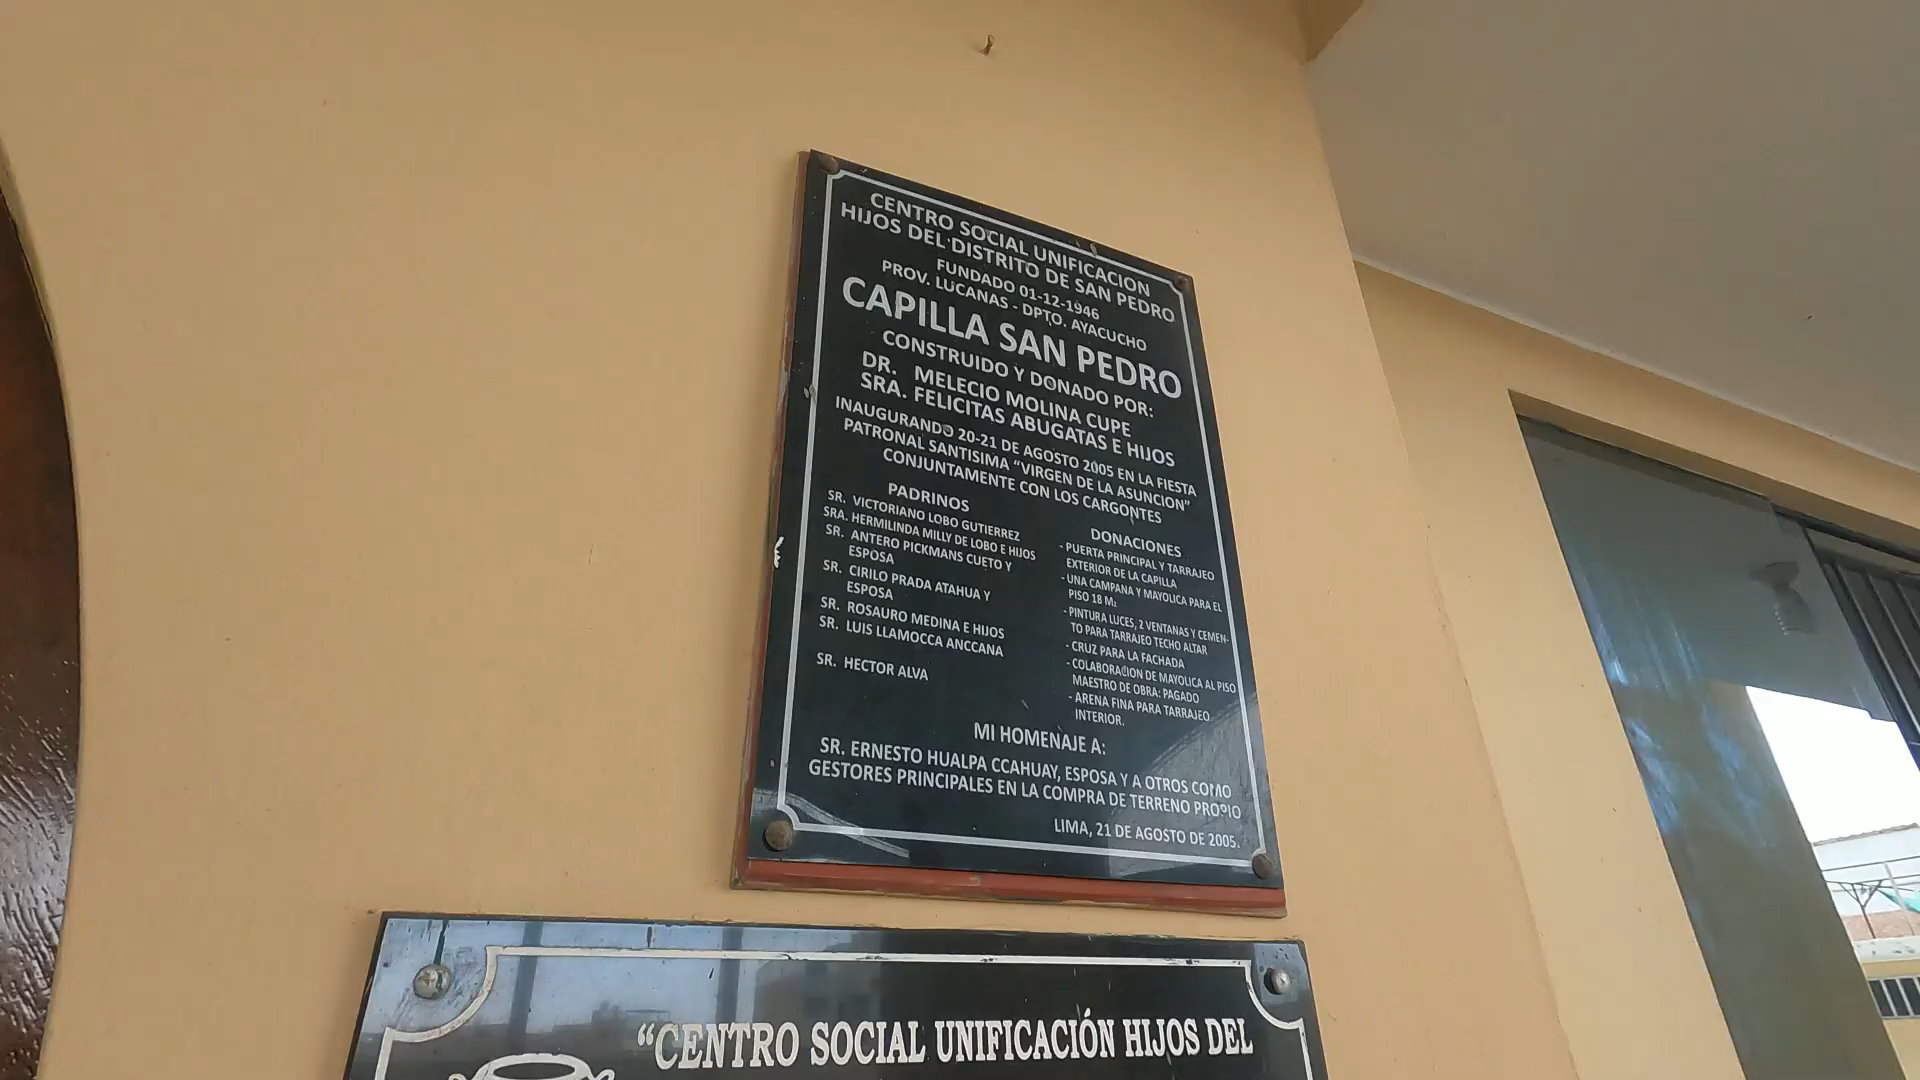 CENTRO SOCIAL UNIFICACION
HIJOS DEL DISTRITO DE SAN PEDRO
FUNDADO 01-12-1946
PROV. LUCANAS - DPTO. AYACUCHO
CAPILLA SAN PEDRO
CONSTRUIDO Y DONADO POR:
DR. MELECIO MOLINA CUPE
SRA. FELICITAS ABUGATAS E HIJOS
INAUGURANDO 20-21 DE AGOSTO 2005 EN LA FIESTA
PATRONAL SANTISIMA "VIRGEN DE LA ASUNCION"
CONJUNTAMENTE CON LOS CARGONTES
PADRINOS
SR. VICTORIANO LOBO GUTIERREZ
SRA. HERMILINDA MILLY DE LOBO E HIJOS
SR. ANTERO PICKMANS CUETO Y
ESPOSA
SR. CIRILO PRADA ATAHUA Y
ESPOSA
SR. ROSAURO MEDINA E HIJOS
SR. LUIS LLAMOCCA ANCCANA
SR. HECTOR ALVA
DONACIONES
- PUERTA PRINCIPAL Y TARRAJEO
EXTERIOR DE LA CAPILLA
- UNA CAMPANA Y MAYOLICA PARA EL
PISO 18 M2
- PINTURA LUCES, 2 VENTANAS Y CEMEN-
TO PARA TARRAJEO TECHO ALTAR
- CRUZ PARA LA FACHADA
- COLABORACION DE MAYOLICA AL PISO
MAESTRO DE OBRA: PAGADO
- ARENA FINA PARA TARRAJEO
INTERIOR.
MI HOMENAJE A:
SR. ERNESTO HUALPA CCAHUAY, ESPOSA Y A OTROS COMO
GESTORES PRINCIPALES EN LA COMPRA DE TERRENO PROPIO
LIMA, 21 DE AGOSTO DE 2005.
"CENTRO SOCIAL UNIFICACIÓN HIJOS DEL